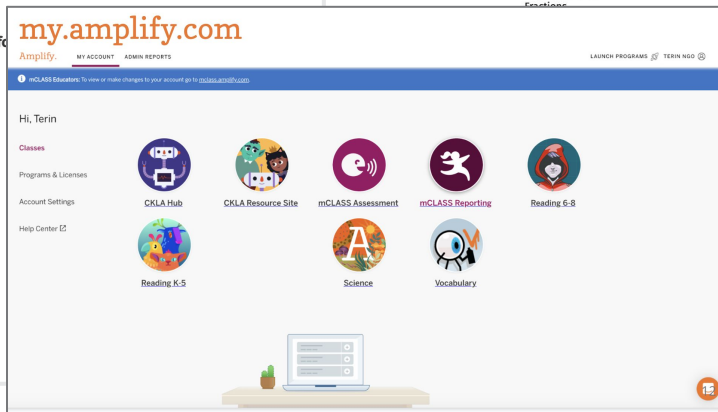 Fractions
my.amplify.com
Amplify. MY ACCOUNT ADMIN REPORTS LAUNCH PROGRAMS TERIN NGO
mCLASS Educators: To view or make changes to your account go to mclass.amplify.com.
Hi, Terin
Classes
Programs & Licenses
Account Settings
Help Center
CKLA Hub CKLA Resource Site mCLASS Assessment mCLASS Reporting Reading 6-8
Reading K-5 Science Vocabulary